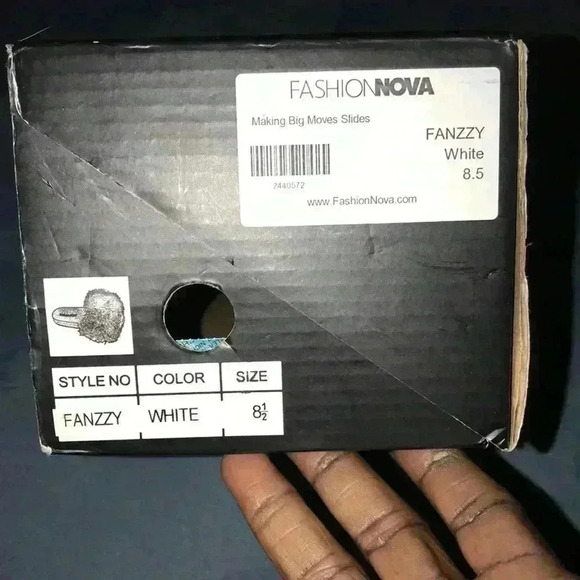 FASHIONNOVA
Making Big Moves Slides
FANZZY
White
8.5
2440572
www.FashionNova.com
STYLE NO COLOR SIZE
FANZZY WHITE 8½